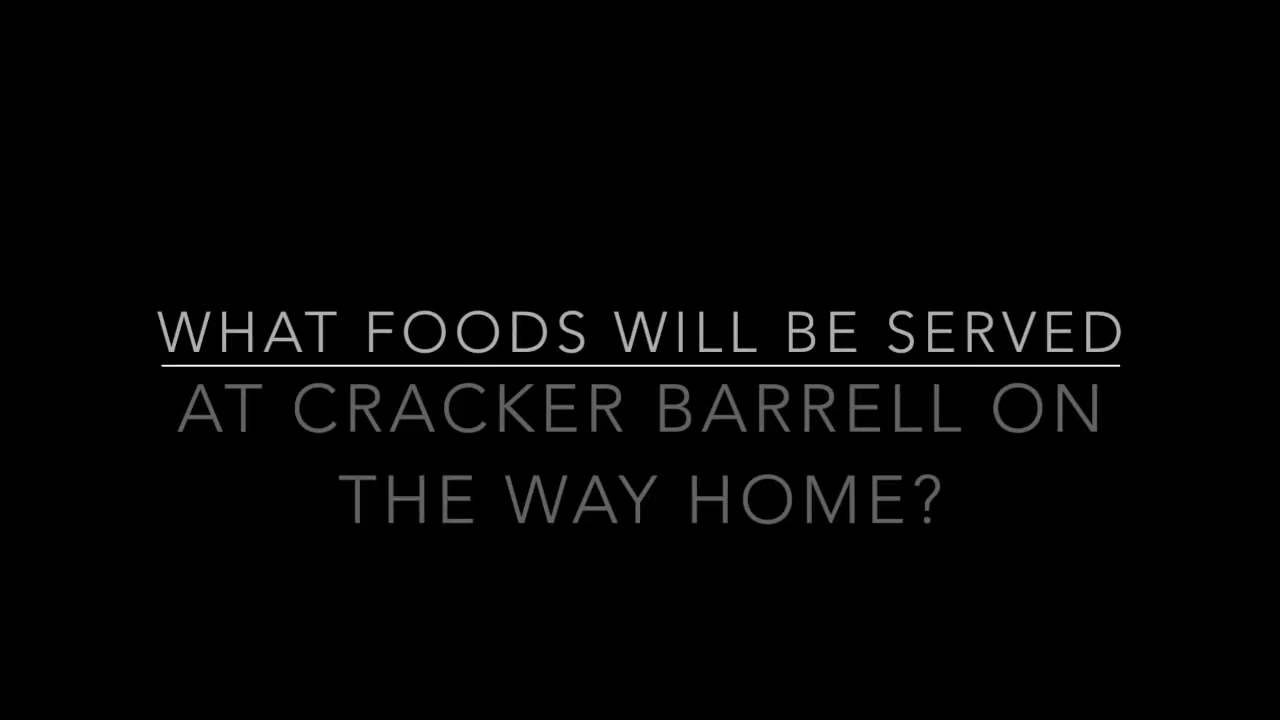 WHAT FOODS WILL BE SERVED
AT CRACKER BARRELL ON
THE WAY HOME?